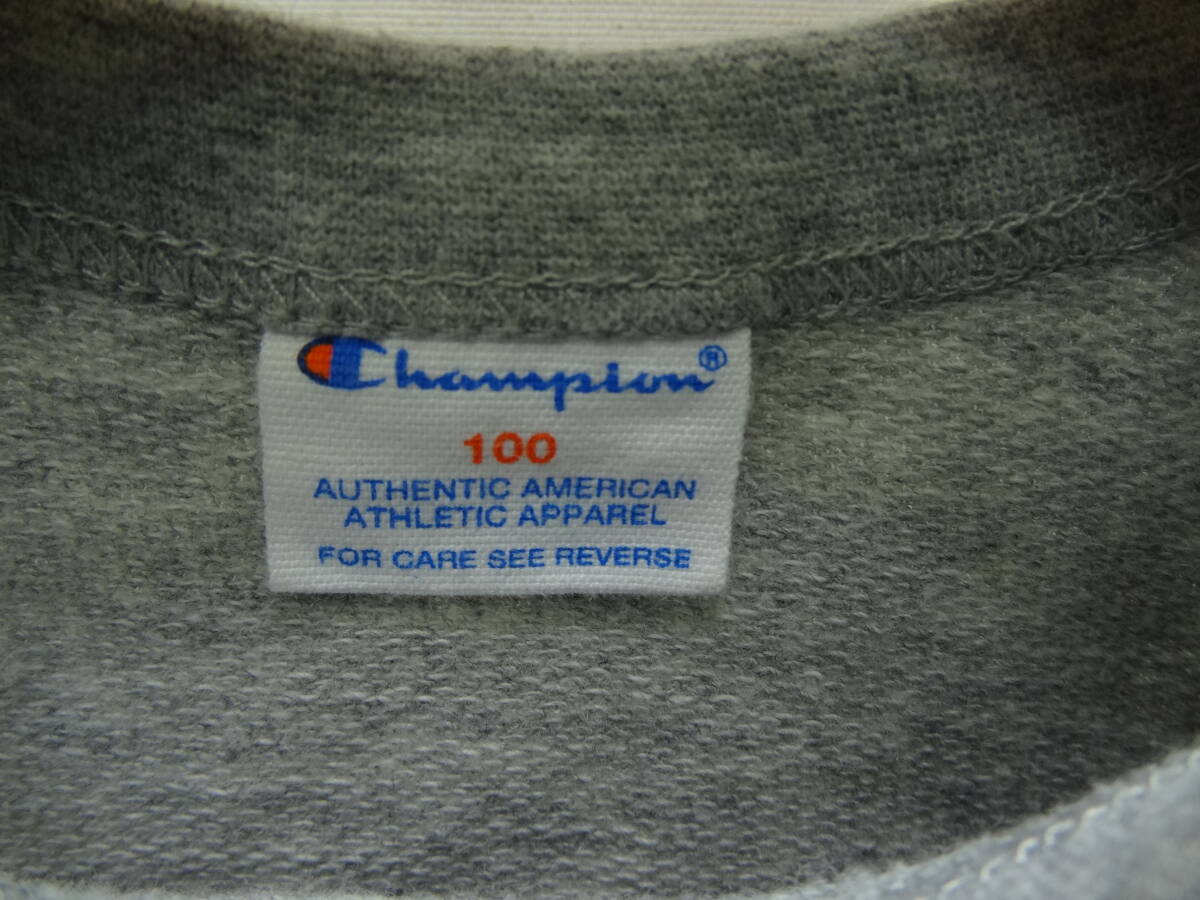 Champion®
100
AUTHENTIC AMERICAN
ATHLETIC APPAREL
FOR CARE SEE REVERSE